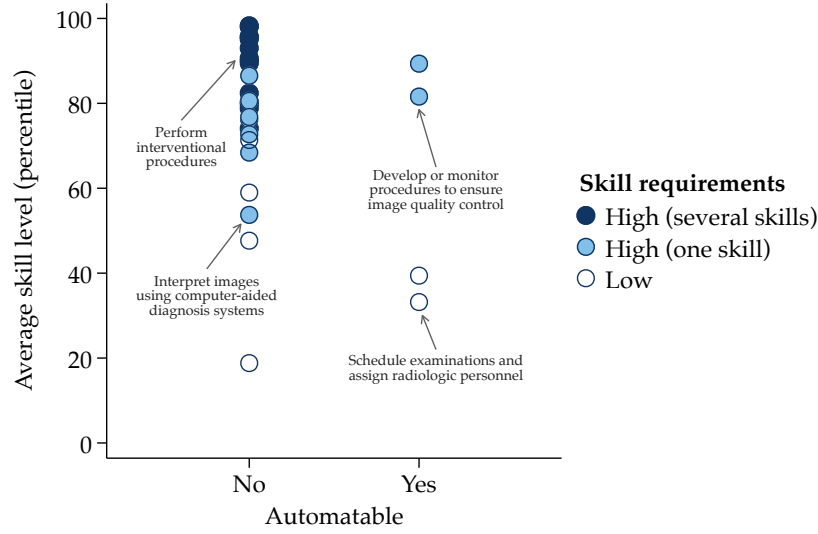 Average skill level (percentile)
100
80
60
40
20
0
Perform
interventional
procedures
Interpret images
using computer-aided
diagnosis systems
Develop or monitor
procedures to ensure
image quality control
Schedule examinations and
assign radiologic personnel
No
Yes
Automatable
Skill requirements
High (several skills)
High (one skill)
Low